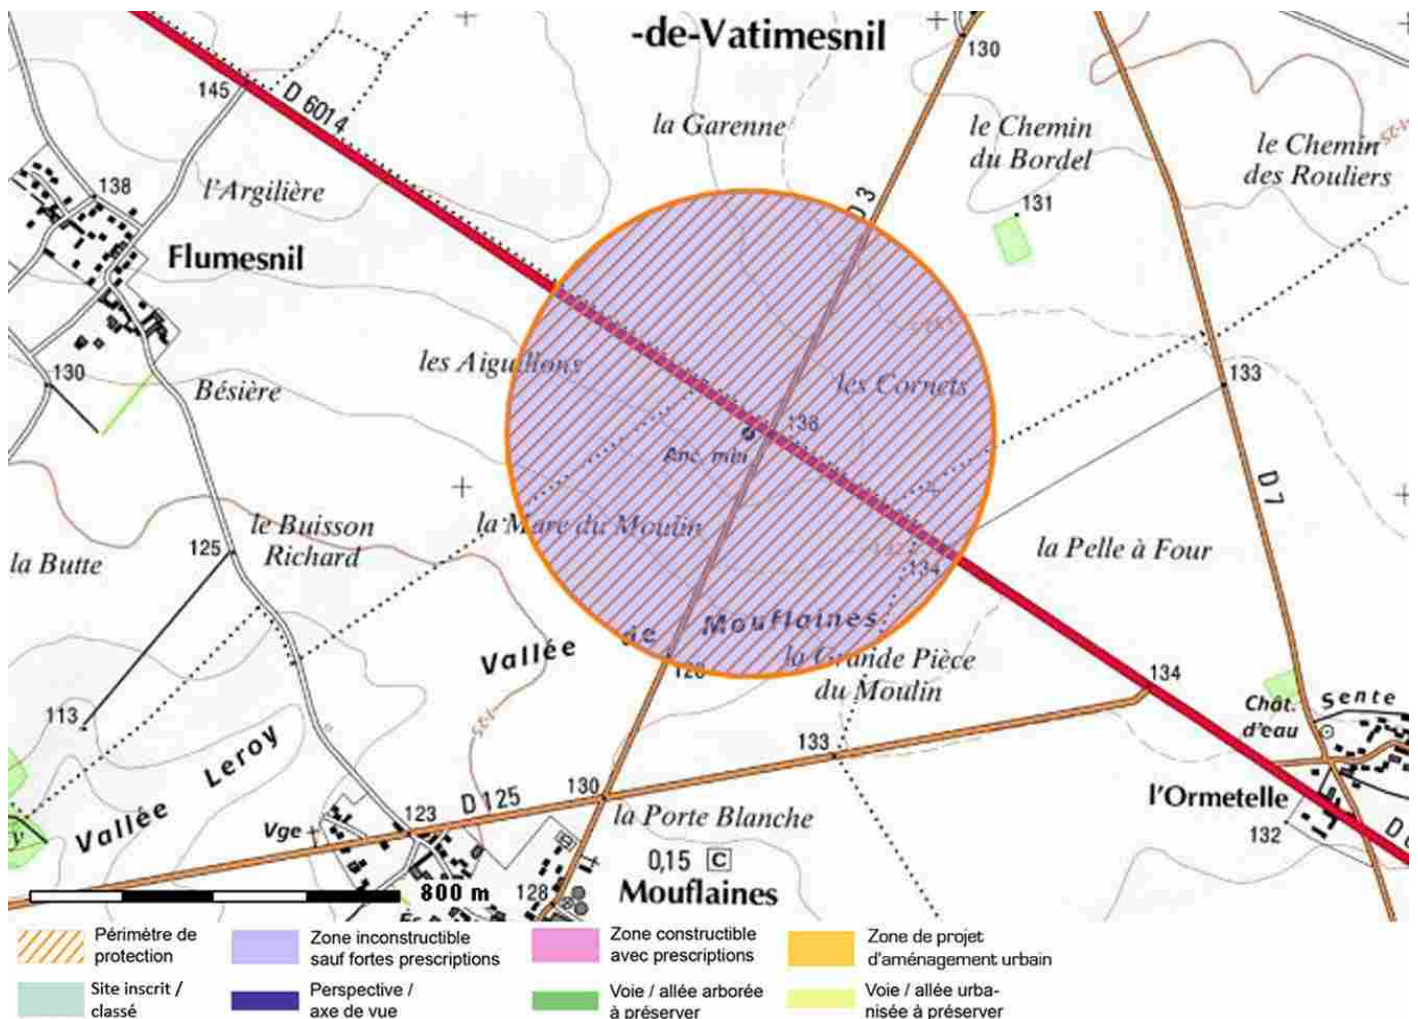 -de-Vatimesnil
130
145
D 6014
la Garenne
le Chemin
du Bordel
le Chemin
des Rouliers
125
138
l'Argilière
131
D 3
Flumesnil
les Aiguillons
les Cornets
130
Bésière
133
138
Anc. min
D 7
la Mare du Moulin
le Buisson
Richard
125
la Butte
la Pelle à Four
134
Vallée de Mouflaines
128
la Grande Pièce
du Moulin
134
113
125
Chât.
d'eau
Sente
Vallée Leroy
133
130
l'Ormetelle
D 125
123
Vge
la Porte Blanche
132
0,15 C
128
Mouflaines
800 m
Périmètre de
protection
Zone inconstructible
sauf fortes prescriptions
Zone constructible
avec prescriptions
Zone de projet
d'aménagement urbain
Site inscrit /
classé
Perspective /
axe de vue
Voie / allée arborée
à préserver
Voie / allée urba-
nisée à préserver